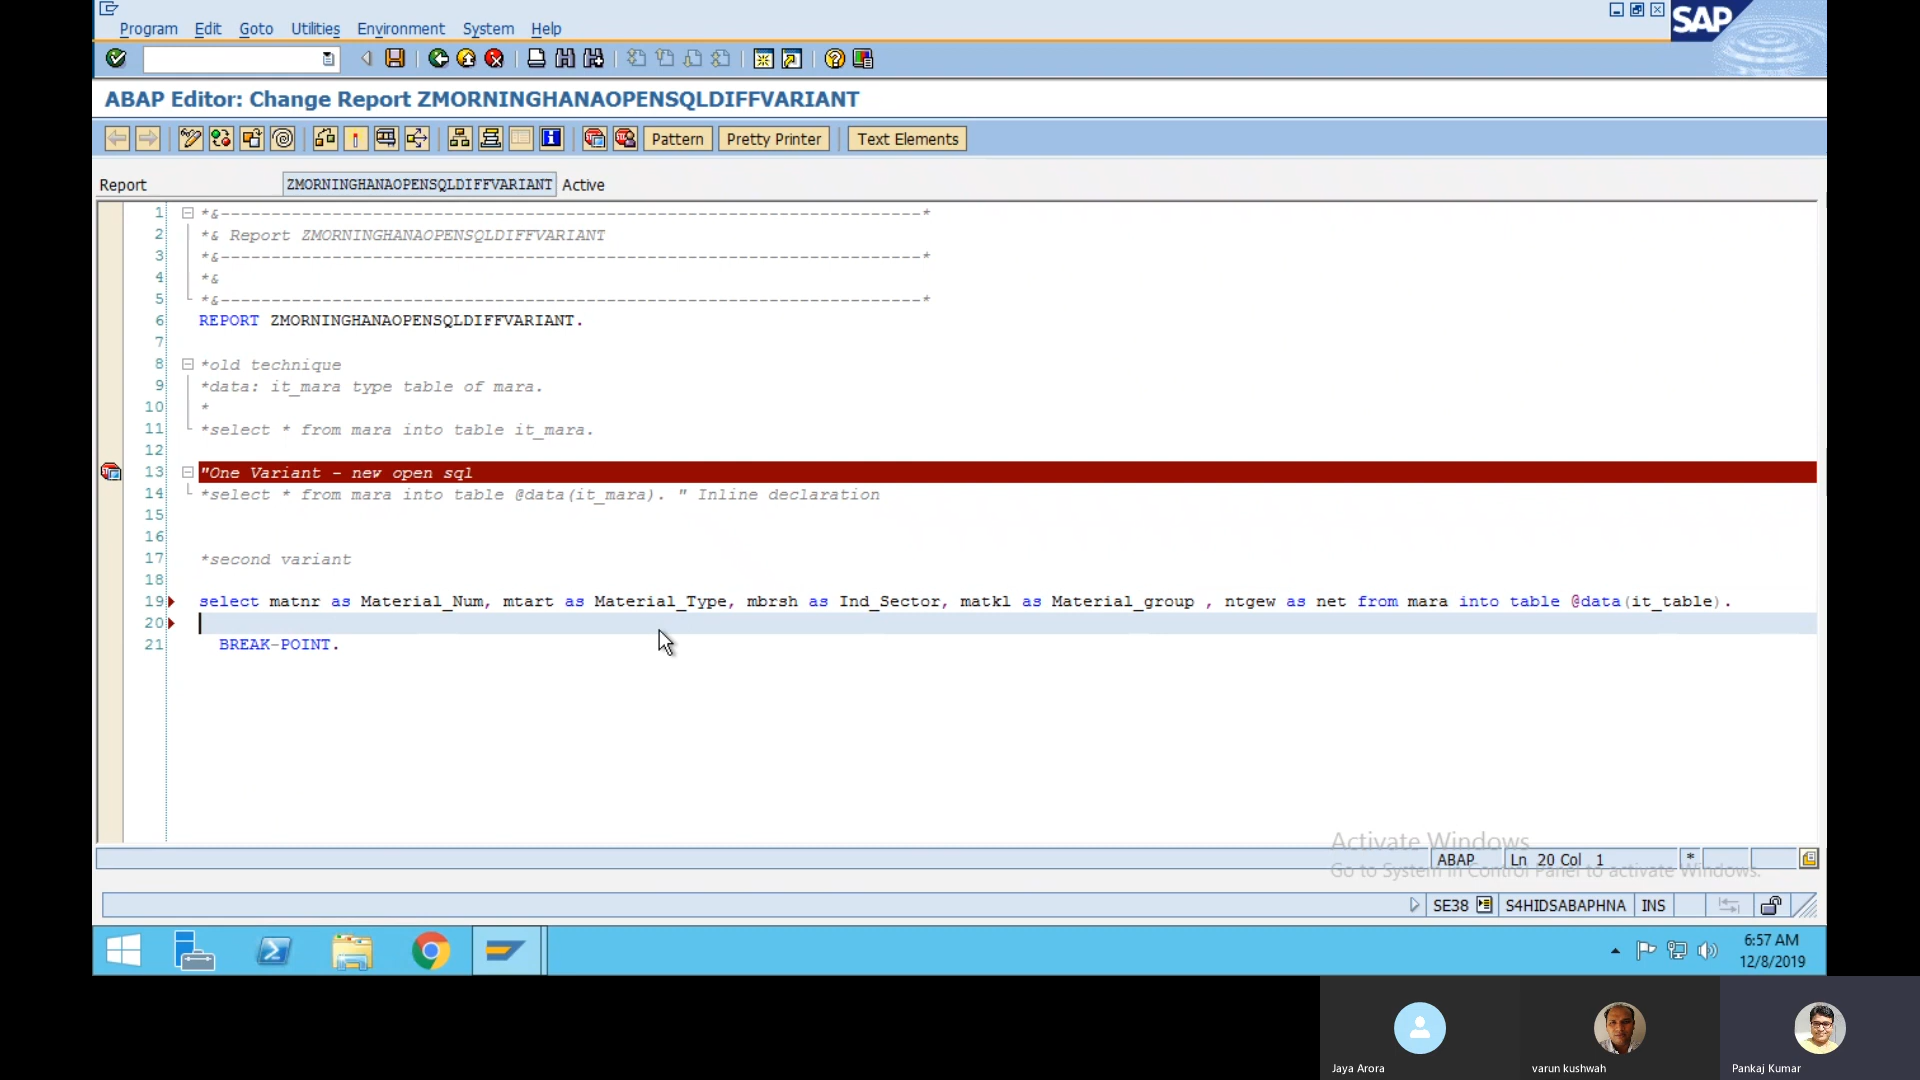 Program Edit Goto Utilities Environment System Help
SAP
ABAP Editor: Change Report ZMORNINGHANAOPENSQLDIFFVARIANT
Pattern Pretty Printer Text Elements
Report ZMORNINGHANAOPENSQLDIFFVARIANT Active
1 *&----------------------------------------------------------------------*
2 *& Report ZMORNINGHANAOPENSQLDIFFVARIANT
3 *&----------------------------------------------------------------------*
4 *&
5 *&----------------------------------------------------------------------*
6 REPORT ZMORNINGHANAOPENSQLDIFFVARIANT.
7
8 *old technique
9 *data: it_mara type table of mara.
10 *
11 *select * from mara into table it_mara.
12
13 "One Variant - new open sql
14 *select * from mara into table @data(it_mara). " Inline declaration
15
16
17 *second variant
18
19 select matnr as Material_Num, mtart as Material_Type, mbrsh as Ind_Sector, matkl as Material_group , ntgew as net from mara into table @data(it_table).
20
21 BREAK-POINT.
Activate Windows
Go to System in Control Panel to activate Windows.
ABAP Ln 20 Col 1 *
SE38 S4HIDSABAPHNA INS
6:57 AM
12/8/2019
Jaya Arora varun kushwah Pankaj Kumar